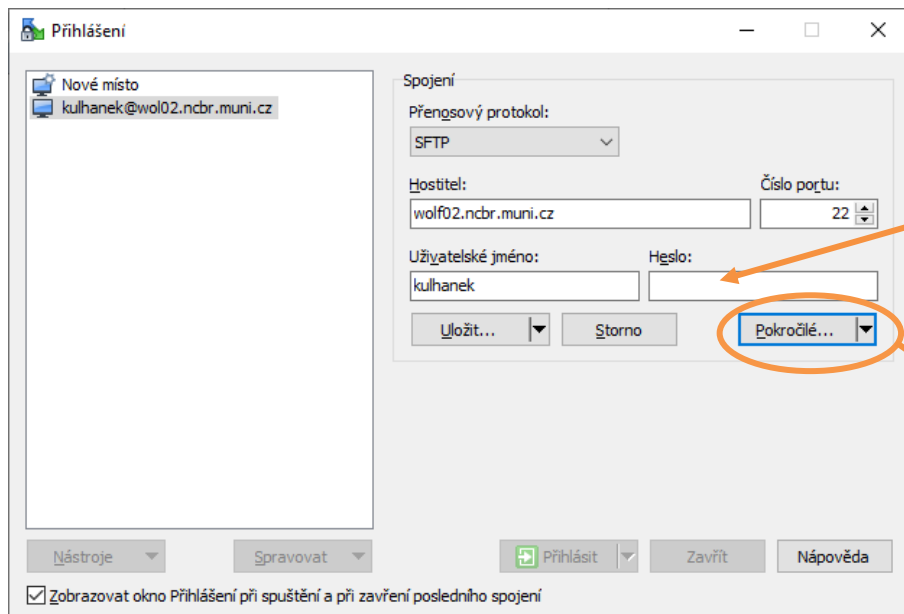 Přihlášení
Nové místo
kulhanek@wol02.ncbr.muni.cz
Spojení
Přenosový protokol:
SFTP
Hostitel:
Číslo portu:
wolf02.ncbr.muni.cz
22
Uživatelské jméno:
Heslo:
kulhanek
Uložit...
Storno
Pokročilé...
Nástroje
Spravovat
Přihlásit
Zavřít
Nápověda
Zobrazovat okno Přihlášení při spuštění a při zavření posledního spojení